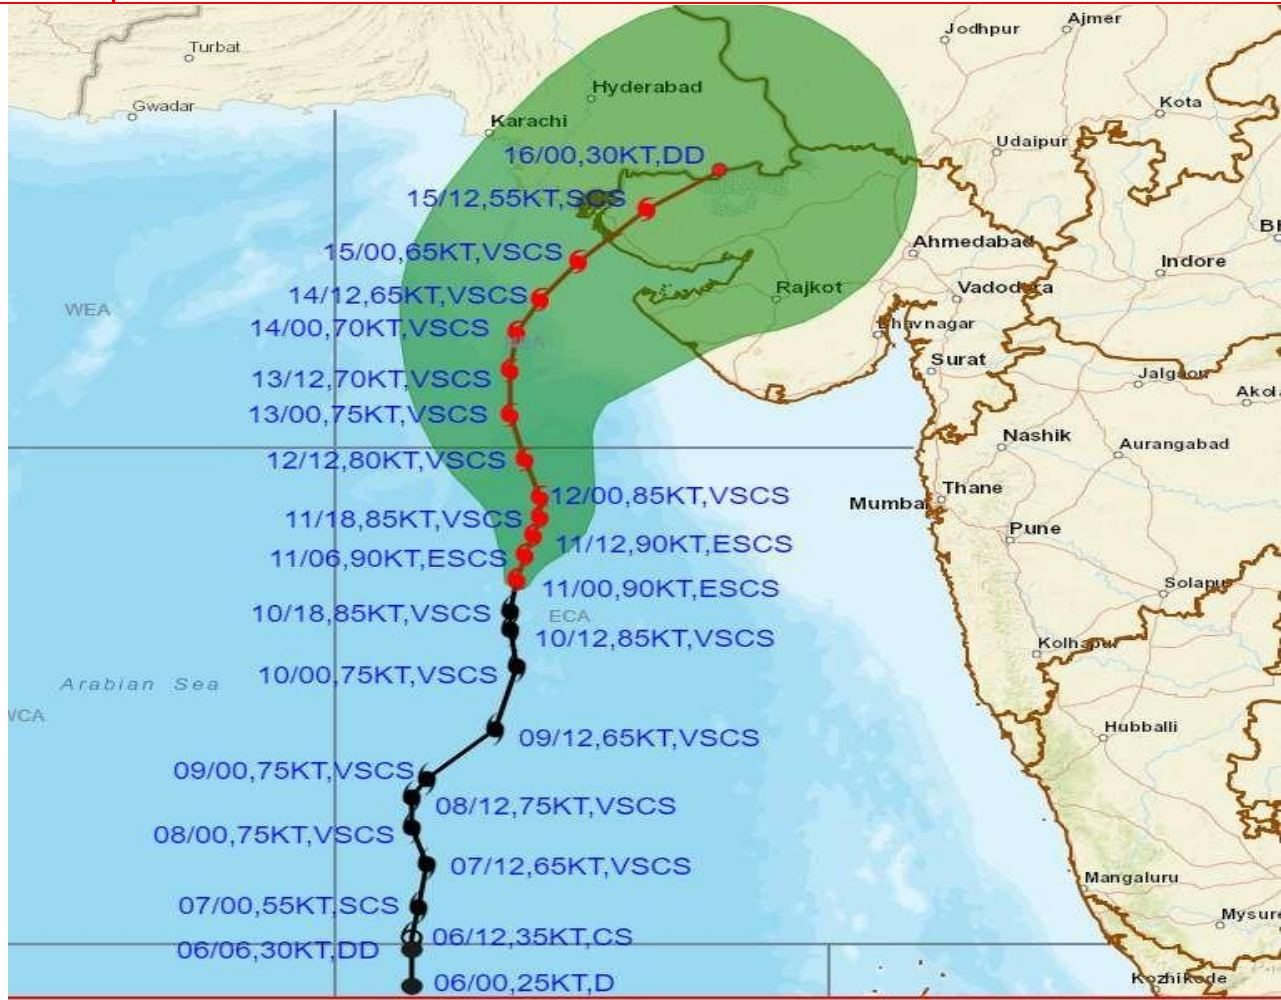 Jodhpur
Ajmer
Turbat
Hyderabad
Gwadar
Kota
Karachi
Udaipur
16/00,30KT,DD
15/12,55KT,SCS
Ahmedabad
15/00,65KT,VSCS
Indore
Rajkot
Vadodara
14/12,65KT,VSCS
WEA
Bhavnagar
14/00,70KT,VSCS
Surat
Jalgaon
13/12,70KT,VSCS
13/00,75KT,VSCS
Nashik
Aurangabad
12/12,80KT,VSCS
Thane
12/00,85KT,VSCS
Mumbai
11/18,85KT,VSCS
Pune
11/12,90KT,ESCS
11/06,90KT,ESCS
Solapu
11/00,90KT,ESCS
10/18,85KT,VSCS
ECA
10/12,85KT,VSCS
Kolhapur
10/00,75KT,VSCS
Arabian Sea
Hubballi
09/12,65KT,VSCS
09/00,75KT,VSCS
08/12,75KT,VSCS
08/00,75KT,VSCS
07/12,65KT,VSCS
Mangaluru
07/00,55KT,SCS
Mysuru
06/12,35KT,CS
06/06,30KT,DD
Kozhikode
06/00,25KT,D